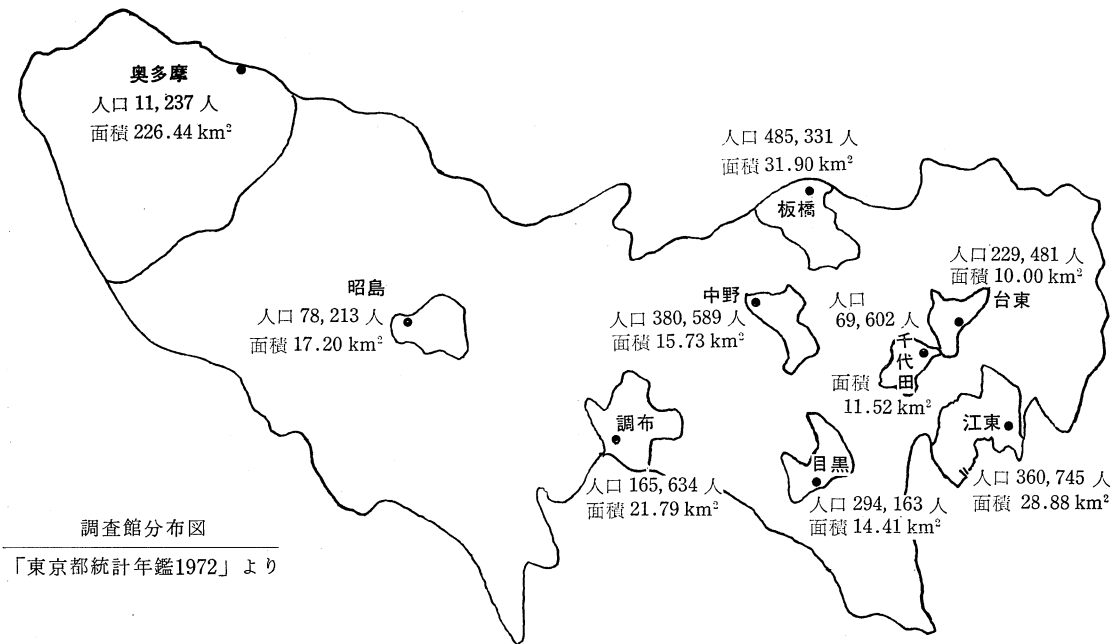 奥多摩
人口 11,237 人
面積 226.44 km²
人口 485,331 人
面積 31.90 km²
板橋
人口 229,481 人
面積 10.00 km²
台東
昭島
人口 78,213 人
面積 17.20 km²
中野
人口 380,589 人
面積 15.73 km²
人口
69,602 人
千代田
面積
11.52 km²
調布
人口 165,634 人
面積 21.79 km²
目黒
人口 294,163 人
面積 14.41 km²
江東
人口 360,745 人
面積 28.88 km²
調査館分布図
「東京都統計年鑑1972」より